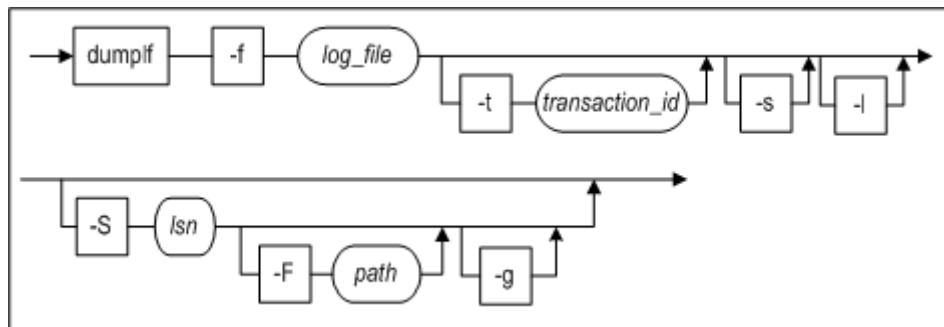 dumplf -f log_file
-t transaction_id -s -l
-S lsn
-F path -g